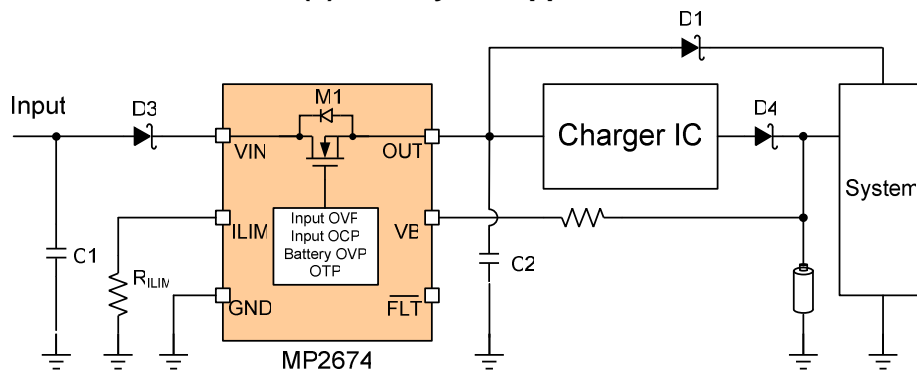 D1
Input
D3
M1
VIN
OUT
Charger IC
D4
System
ILIM
Input OVF
Input OCP
Battery OVP
OTP
VB
C1
RILIM
C2
GND
FLT
MP2674